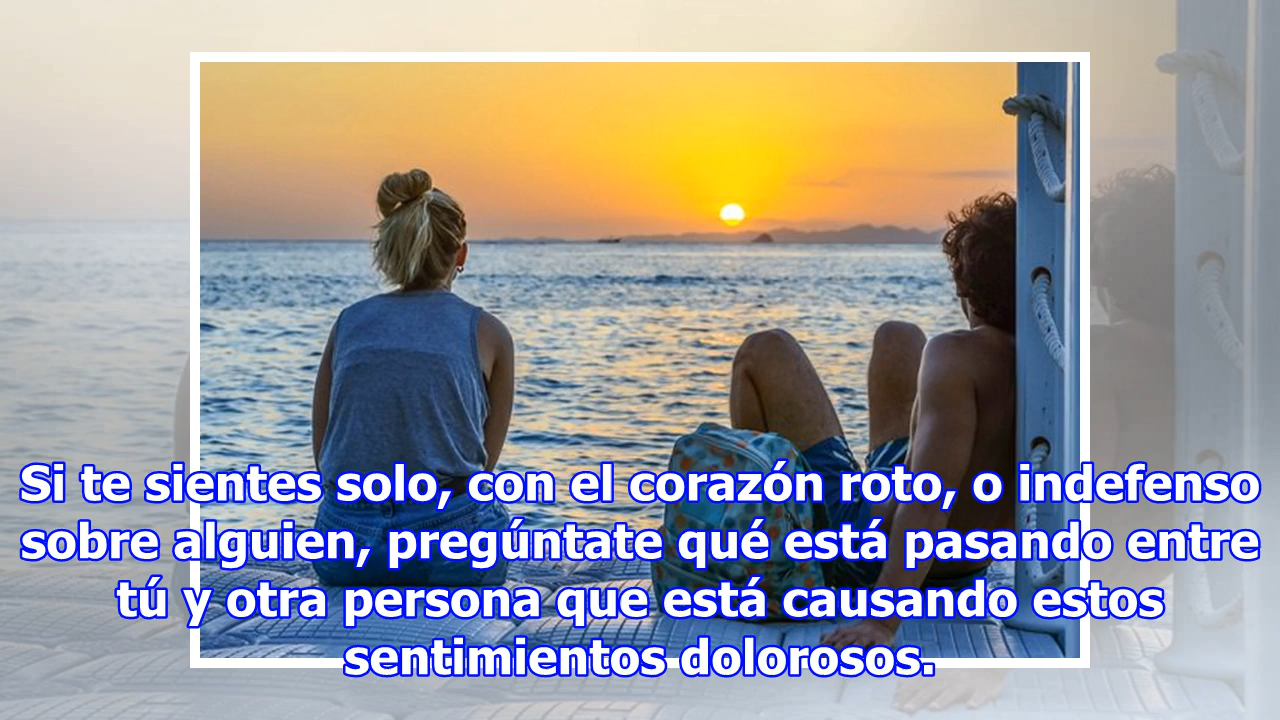 Si te sientes solo, con el corazón roto, o indefenso
sobre alguien, pregúntate qué está pasando entre
tú y otra persona que está causando estos
sentimientos dolorosos.